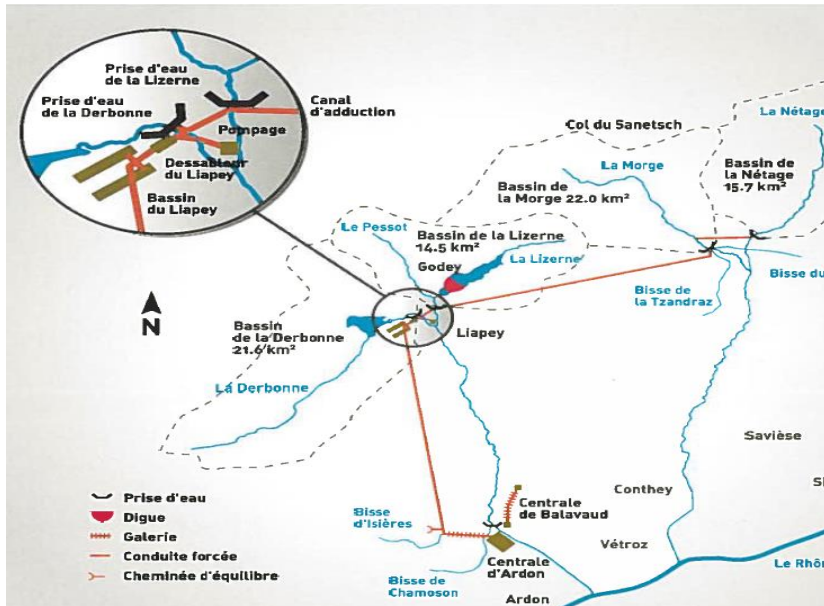 Prise d'eau
de la Lizerne
Prise d'eau
de la Derbonne
Canal
d'adduction
Pompage
Dessableur
du Liapey
Bassin
du Liapey
Col du Sanetsch
La Nétage
La Morge
Bassin de
la Nétage
15.7 km²
Bassin de
la Morge 22.0 km²
Le Pessot
Bassin de la Lizerne
14.5 km²
Godey
La Lizerne
Bisse du
Bisse de
la Tzandraz
N
Bassin
de la Derbonne
21.6 km²
Liapey
La Derbonne
Savièse
Conthey
Prise d'eau
Digue
Galerie
Conduite forcée
Cheminée d'équilibre
Bisse
d'Isières
Centrale
de Balavaud
Vétroz
Centrale
d'Ardon
Bisse de
Chamoson
Ardon
Le Rhô